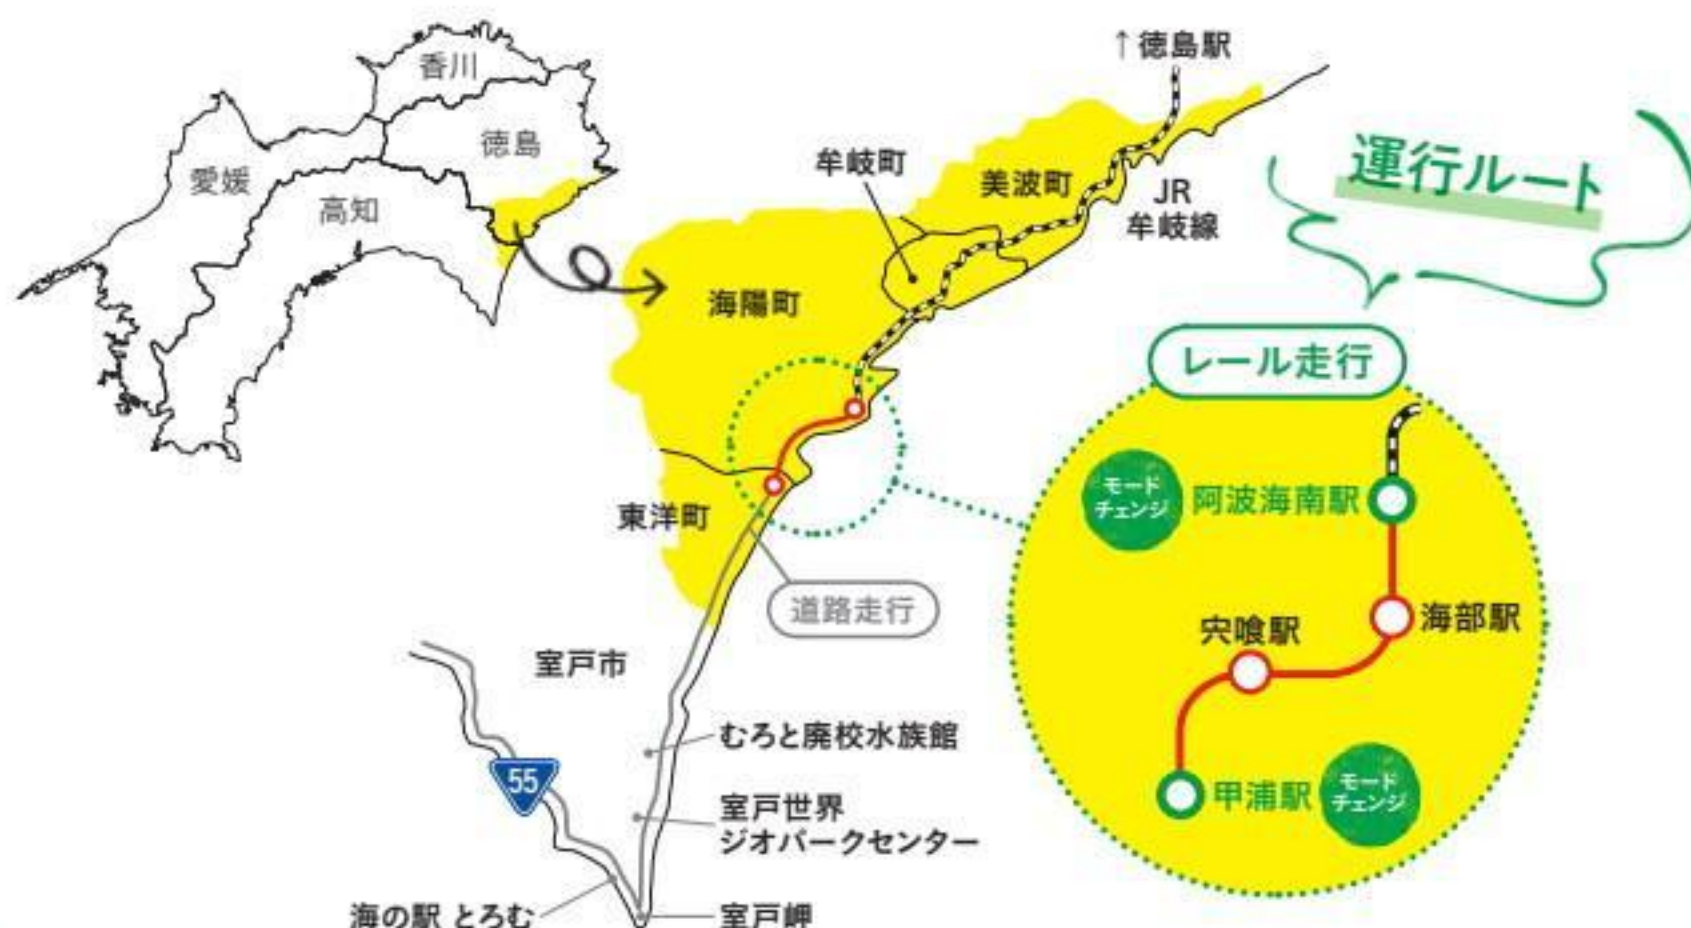 香川
徳島
愛媛
高知
↑徳島駅
牟岐町
美波町
JR
牟岐線
海陽町
東洋町
道路走行
室戸市
むろと廃校水族館
55
室戸世界
ジオパークセンター
海の駅 とろむ
室戸岬
運行ルート
レール走行
モード
チェンジ
阿波海南駅
海部駅
宍喰駅
甲浦駅
モード
チェンジ